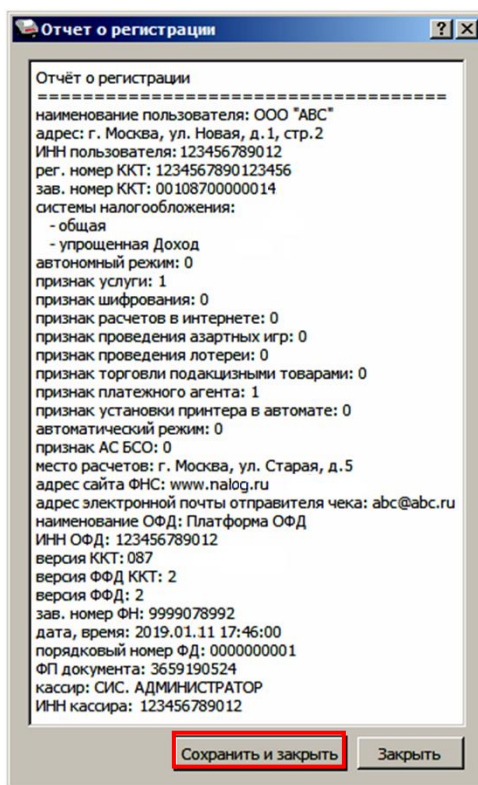 Отчет о регистрации
Отчёт о регистрации
=====================================
наименование пользователя: ООО "АВС"
адрес: г. Москва, ул. Новая, д.1, стр.2
ИНН пользователя: 123456789012
рег. номер ККТ: 1234567890123456
зав. номер ККТ: 00108700000014
системы налогообложения:
- общая
- упрощенная Доход
автономный режим: 0
признак услуги: 1
признак шифрования: 0
признак расчетов в интернете: 0
признак проведения азартных игр: 0
признак проведения лотереи: 0
признак торговли подакцизными товарами: 0
признак платежного агента: 1
признак установки принтера в автомате: 0
автоматический режим: 0
признак АС БСО: 0
место расчетов: г. Москва, ул. Старая, д.5
адрес сайта ФНС: www.nalog.ru
адрес электронной почты отправителя чека: abc@abc.ru
наименование ОФД: Платформа ОФД
ИНН ОФД: 123456789012
версия ККТ: 087
версия ФФД ККТ: 2
версия ФФД: 2
зав. номер ФН: 9999078992
дата, время: 2019.01.11 17:46:00
порядковый номер ФД: 0000000001
ФП документа: 3659190524
кассир: СИС. АДМИНИСТРАТОР
ИНН кассира: 123456789012
Сохранить и закрыть Закрыть